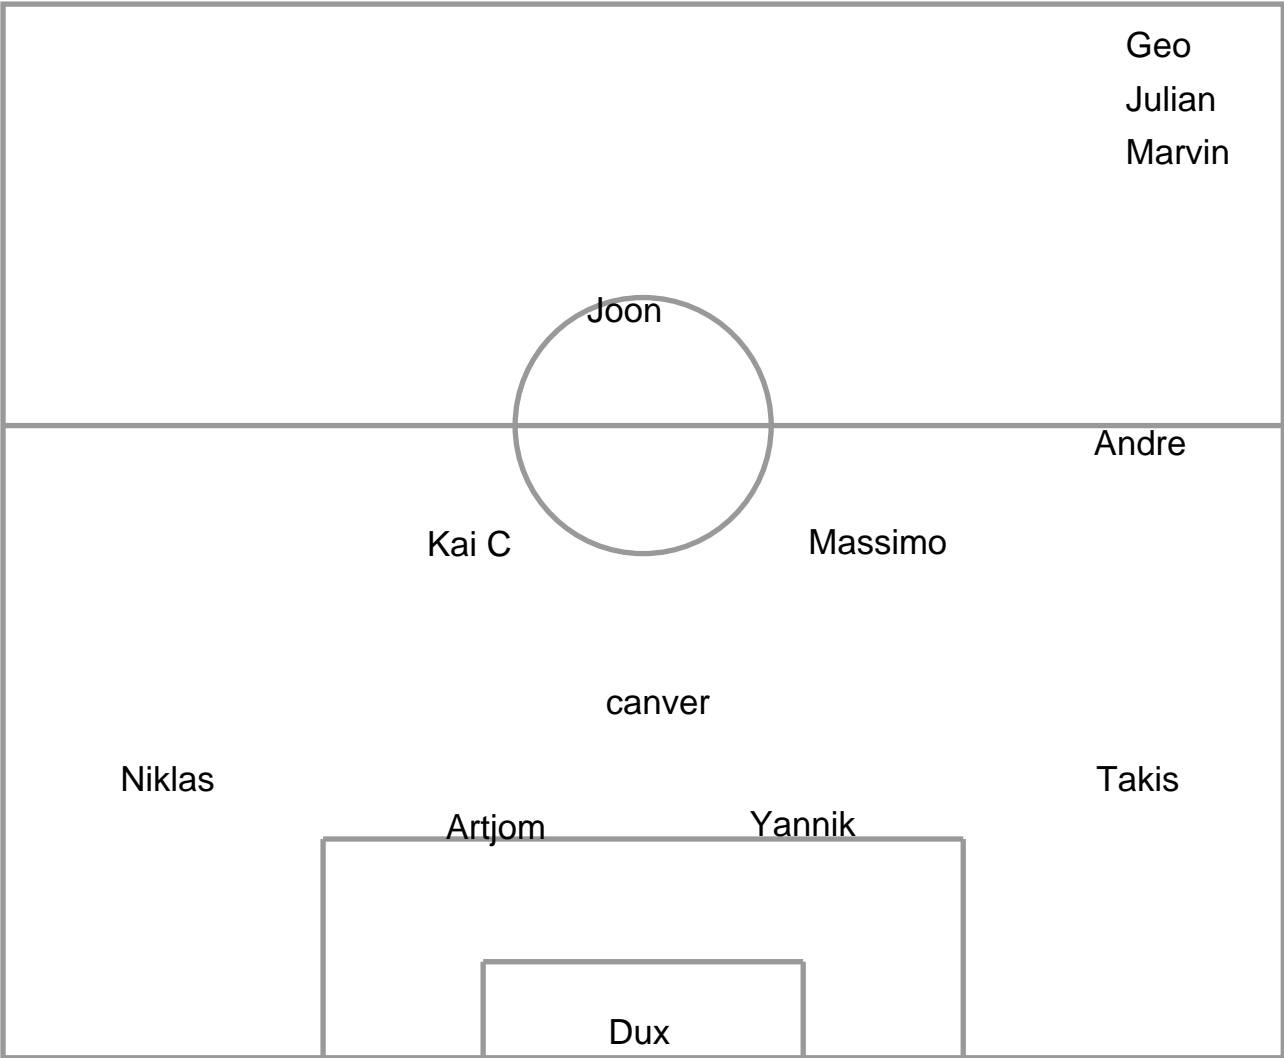 Geo
Julian
Marvin
Joon
Andre
Kai C
Massimo
canver
Niklas
Takis
Artjom
Yannik
Dux